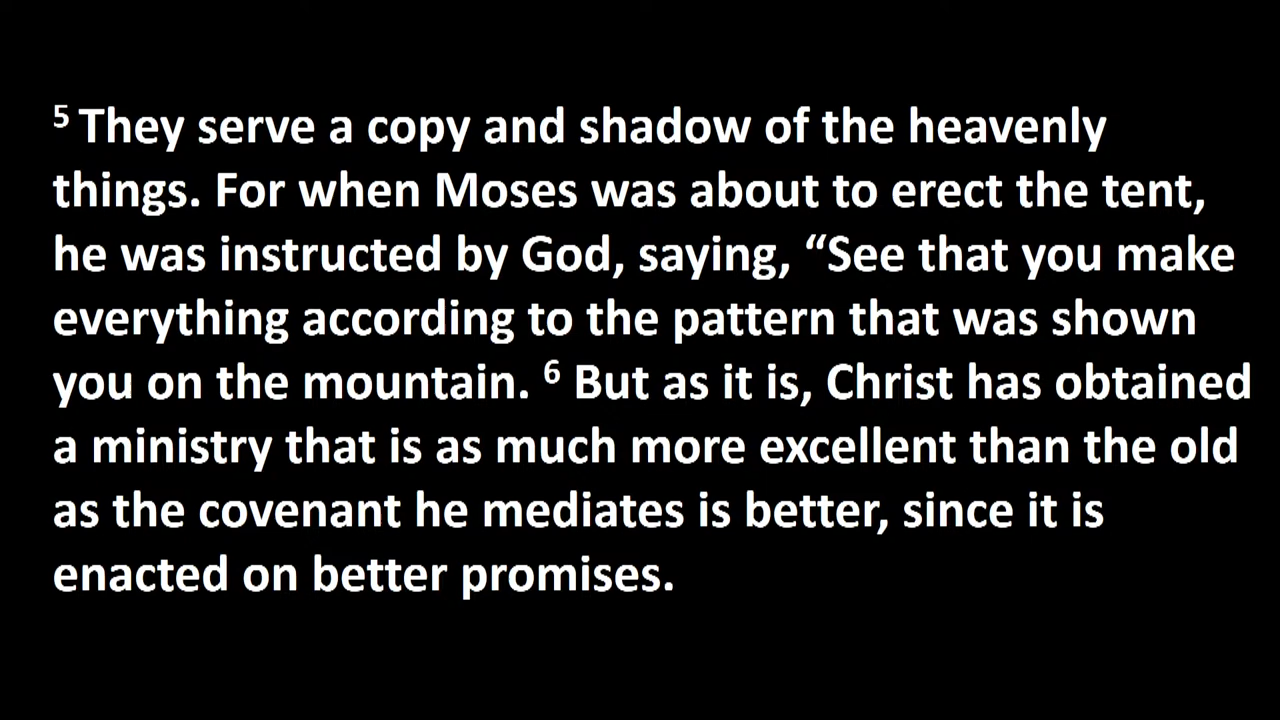 5 They serve a copy and shadow of the heavenly
things. For when Moses was about to erect the tent,
he was instructed by God, saying, “See that you make
everything according to the pattern that was shown
you on the mountain. 6 But as it is, Christ has obtained
a ministry that is as much more excellent than the old
as the covenant he mediates is better, since it is
enacted on better promises.